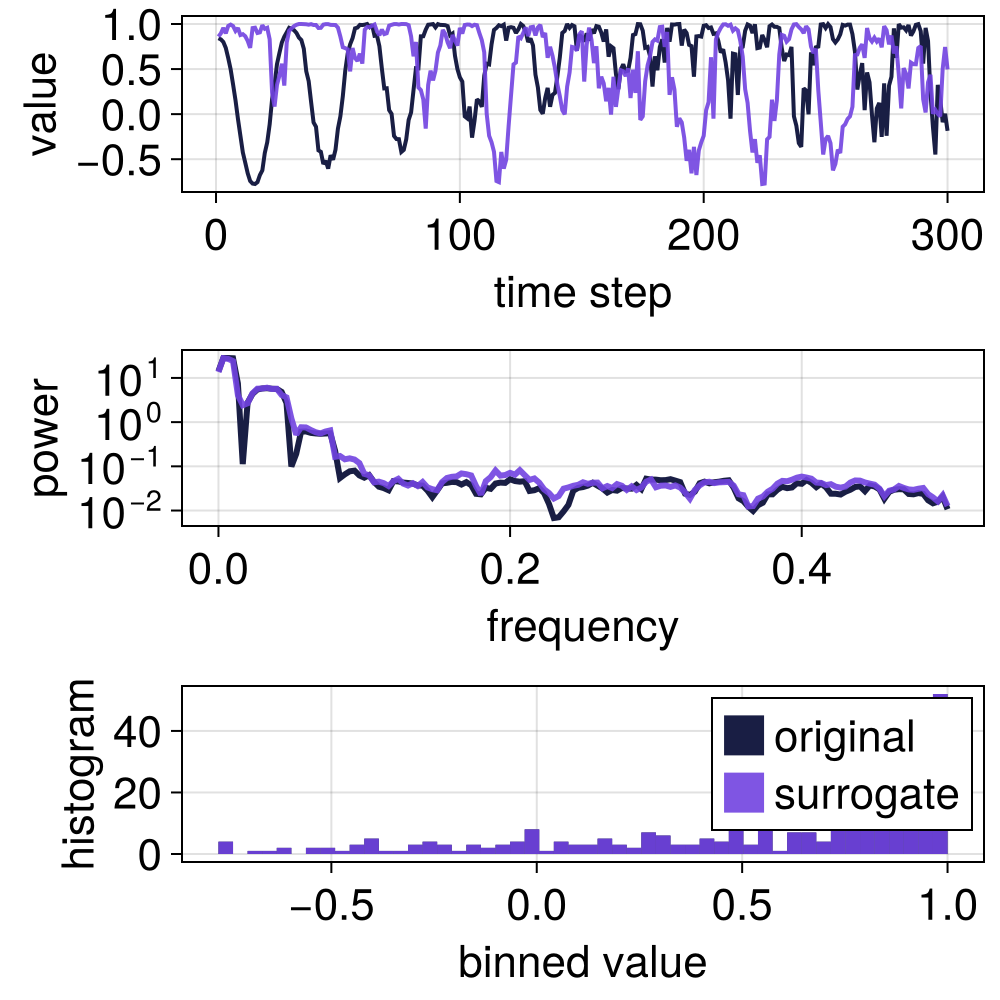 value
1.0
0.5
0.0
−0.5
0 100 200 300
time step
power
10¹
10⁰
10⁻¹
10⁻²
0.0 0.2 0.4
frequency
histogram
40
20
0
original
surrogate
−0.5 0.0 0.5 1.0
binned value